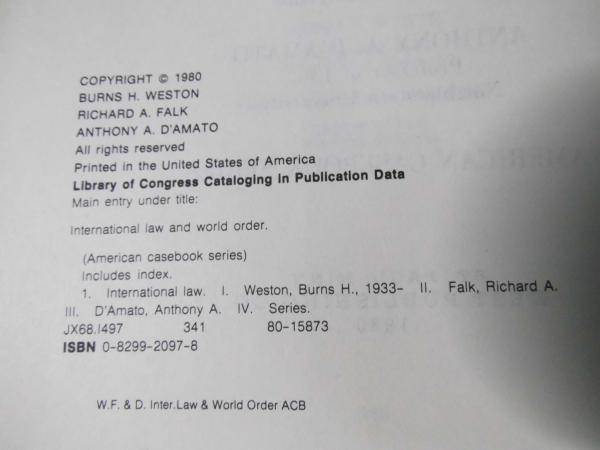 COPYRIGHT © 1980
BURNS H. WESTON
RICHARD A. FALK
ANTHONY A. D'AMATO
All rights reserved
Printed in the United States of America
Library of Congress Cataloging in Publication Data
Main entry under title:
International law and world order.
(American casebook series)
Includes index.
1. International law. I. Weston, Burns H., 1933- II. Falk, Richard A.
III. D'Amato, Anthony A. IV. Series.
JX68.I497 341 80-15873
ISBN 0-8299-2097-8
W.F. & D. Inter.Law & World Order ACB